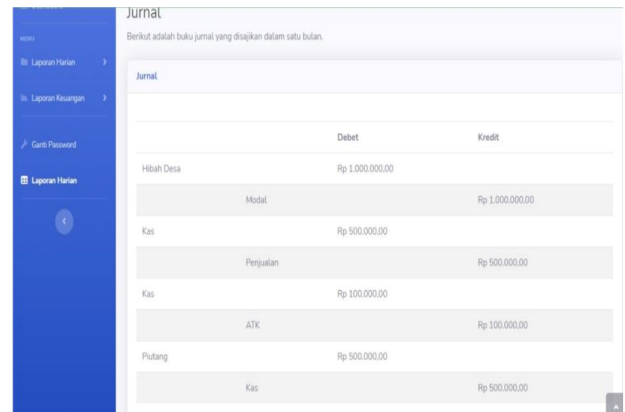 Jurnal
Berikut adalah buku jurnal yang disajikan dalam satu bulan.
MENU
Laporan Harian
Laporan Keuangan
Ganti Password
Laporan Harian
Jurnal
Debet Kredit
Hibah Desa Rp 1.000.000,00
Modal Rp 1.000.000,00
Kas Rp 500.000,00
Penjualan Rp 500.000,00
Kas Rp 100.000,00
ATK Rp 100.000,00
Piutang Rp 500.000,00
Kas Rp 500.000,00